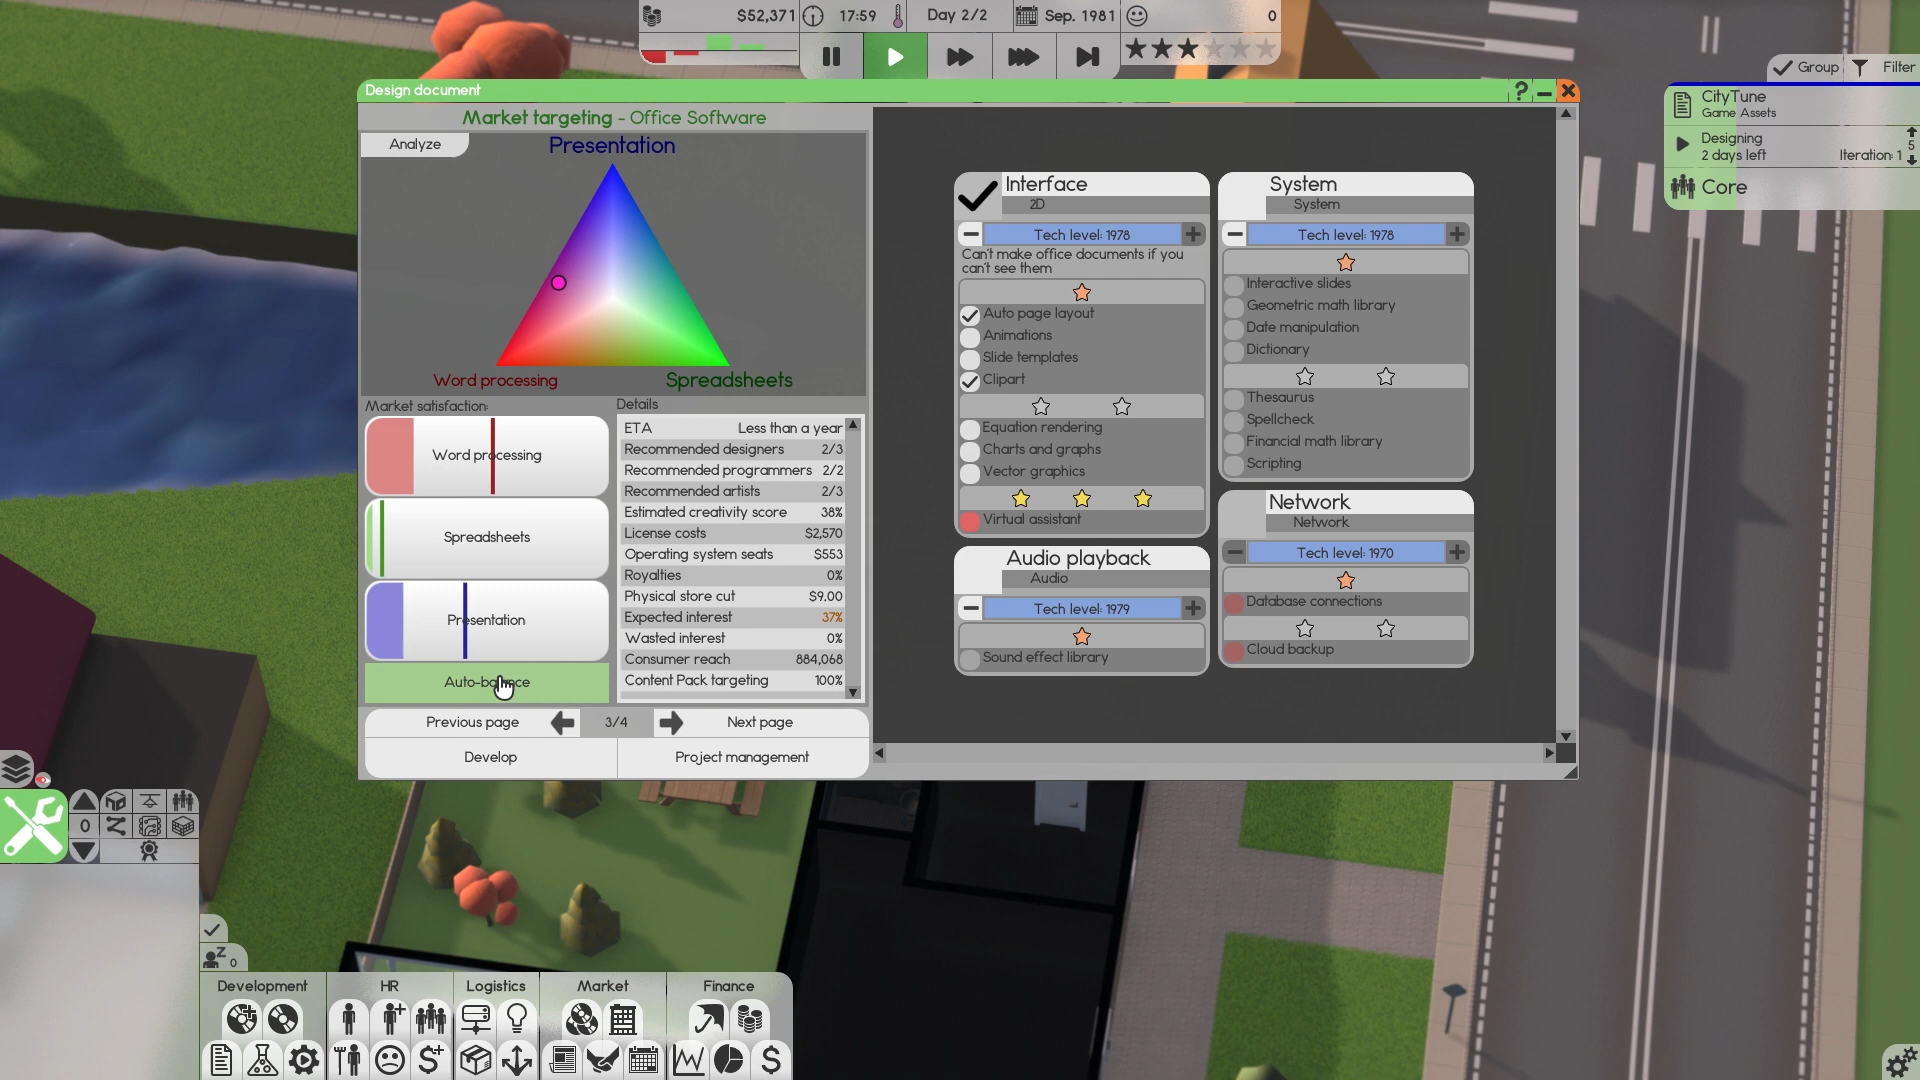 $52,371
17:59
Day 2/2
Sep. 1981
0
Group
Filter
Design document
?
Market targeting - Office Software
Analyze
Presentation
Word processing
Spreadsheets
Market satisfaction:
Word processing
Spreadsheets
Presentation
Auto-balance
Details
ETA Less than a year
Recommended designers 2/3
Recommended programmers 2/2
Recommended artists 2/3
Estimated creativity score 38%
License costs $2,570
Operating system seats $553
Royalties 0%
Physical store cut $9.00
Expected interest 37%
Wasted interest 0%
Consumer reach 884,068
Content Pack targeting 100%
Previous page
3/4
Next page
Develop
Project management
Interface
2D
Tech level: 1978
Can't make office documents if you
can't see them
Auto page layout
Animations
Slide templates
Clipart
Equation rendering
Charts and graphs
Vector graphics
Virtual assistant
Audio playback
Audio
Tech level: 1979
Sound effect library
System
System
Tech level: 1978
Interactive slides
Geometric math library
Date manipulation
Dictionary
Thesaurus
Spellcheck
Financial math library
Scripting
Network
Network
Tech level: 1970
Database connections
Cloud backup
CityTune
Game Assets
Designing
2 days left
Iteration: 1
5
Core
0
Z
0
Development
HR
Logistics
Market
Finance